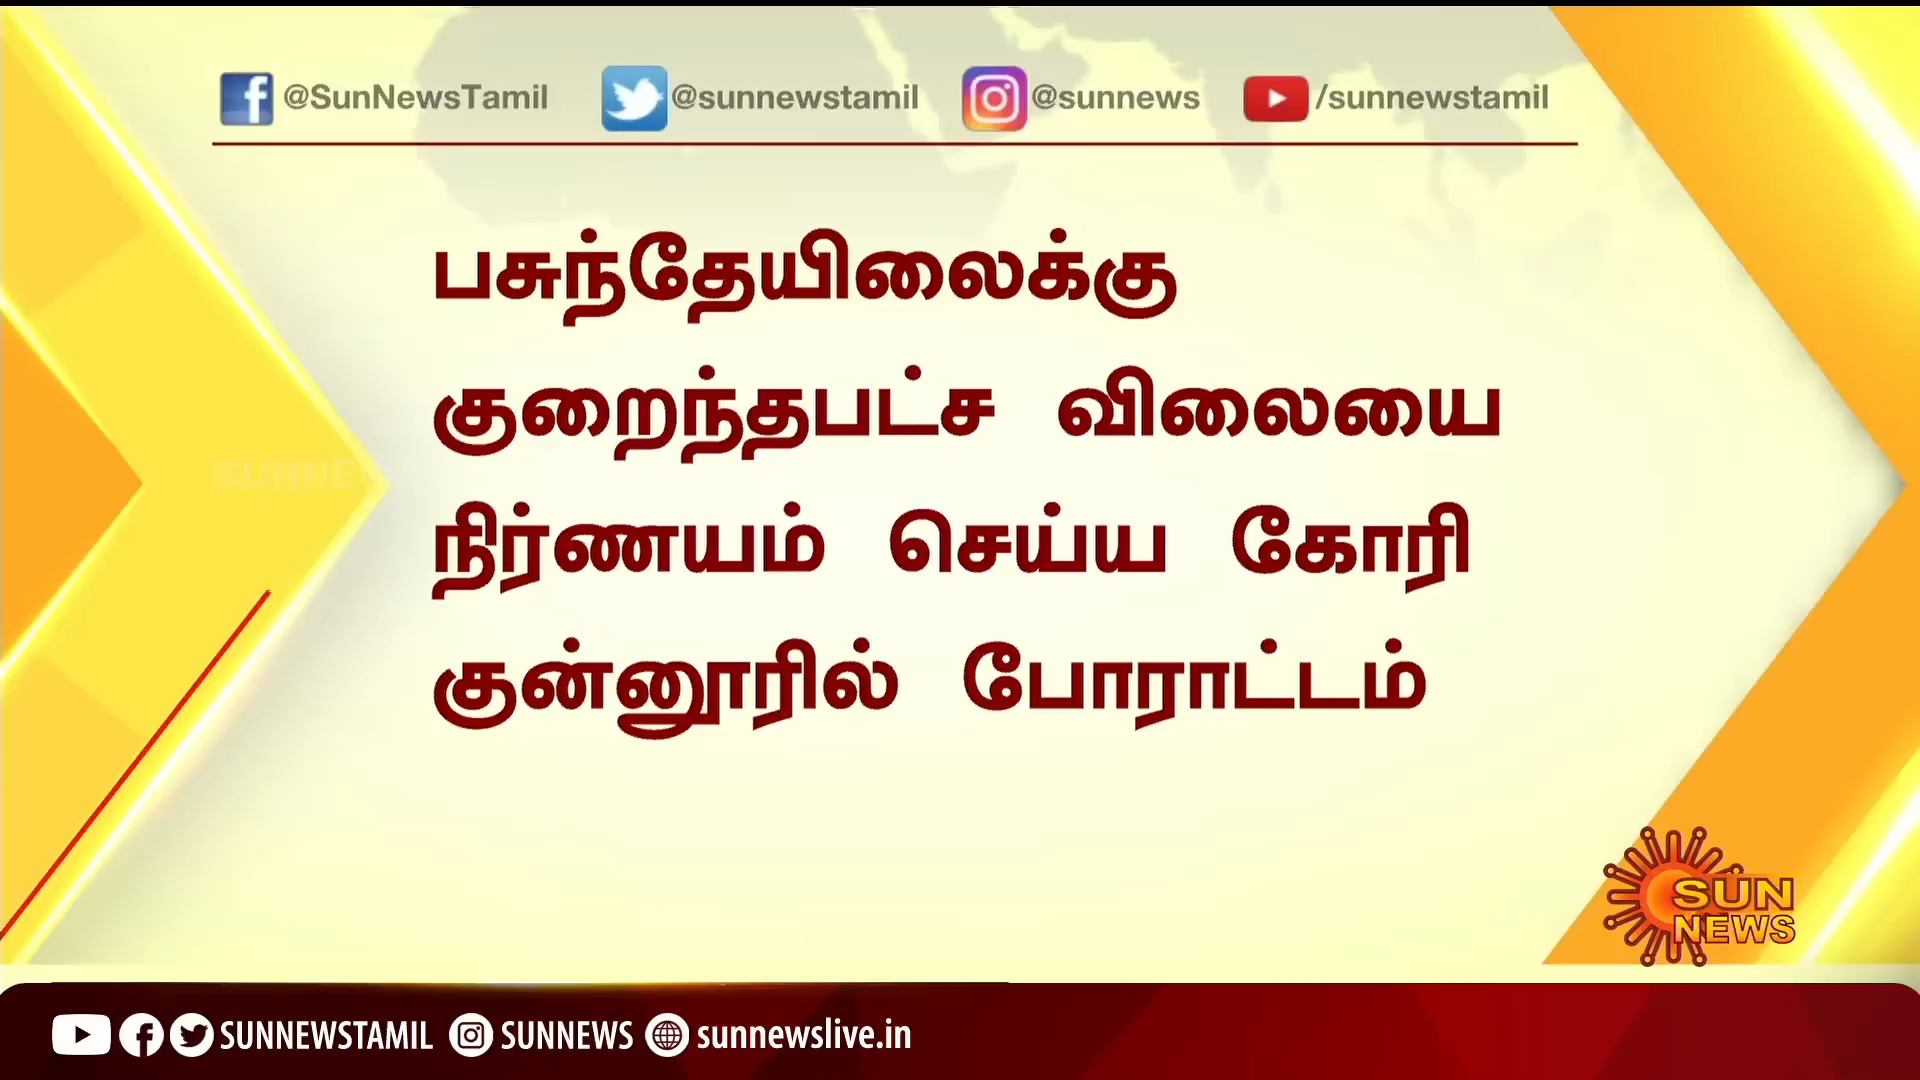 @SunNewsTamil @sunnewstamil @sunnews /sunnewstamil
பசுந்தேயிலைக்கு
குறைந்தபட்ச விலையை
நிர்ணயம் செய்ய கோரி
குன்னூரில் போராட்டம்
SUN
NEWS
SUNNEWSTAMIL SUNNEWS sunnewslive.in